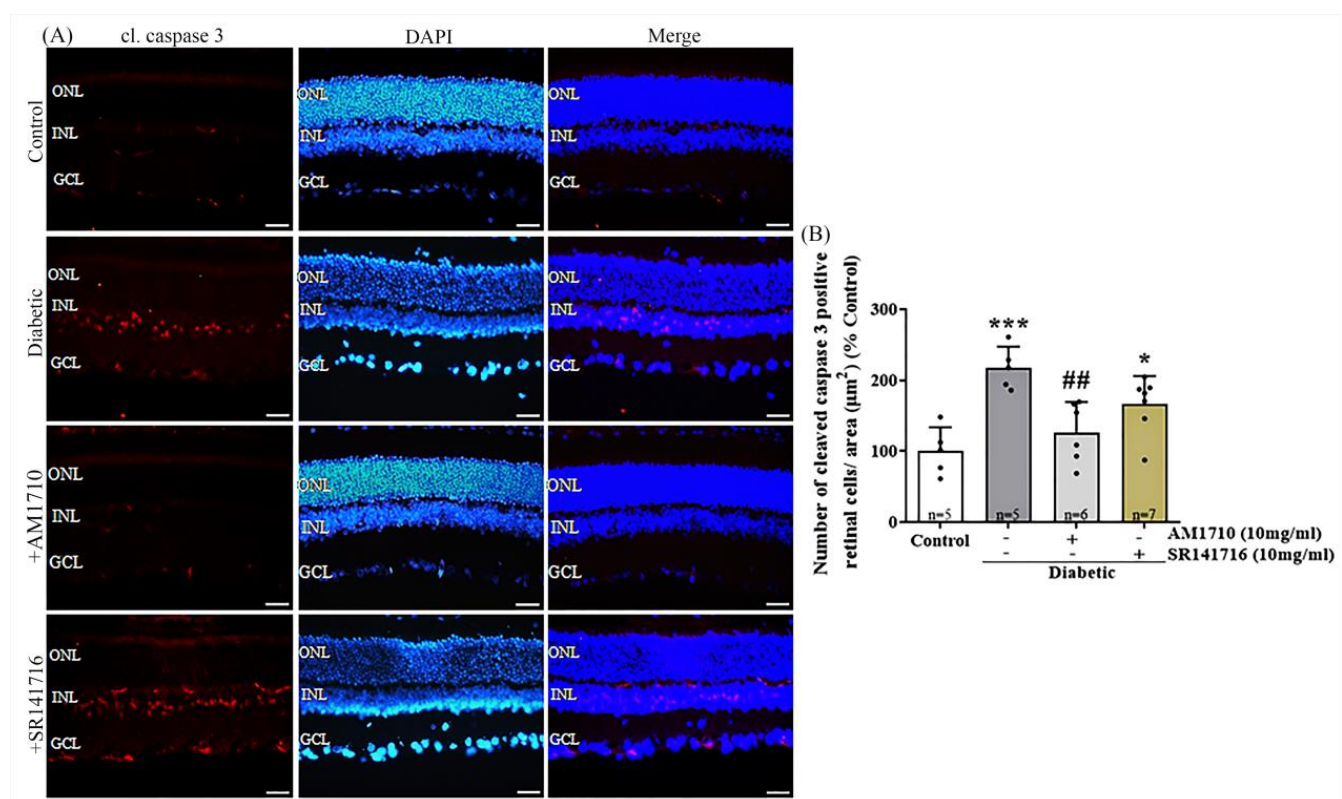 (A) cl. caspase 3 DAPI Merge
Control
ONL ONL ONL
INL INL INL
GCL GCL GCL
Diabetic
ONL ONL ONL
INL INL INL
GCL GCL GCL
+AM1710
ONL ONL ONL
INL INL INL
GCL GCL GCL
+SR141716
ONL ONL ONL
INL INL INL
GCL GCL GCL
(B)
Number of cleaved caspase 3 positive
retinal cells/ area (µm²) (% Control)
300
200
100
0
*** ## *
n=5 n=5 n=6 n=7
Control - + - AM1710 (10mg/ml)
- - + SR141716 (10mg/ml)
Diabetic